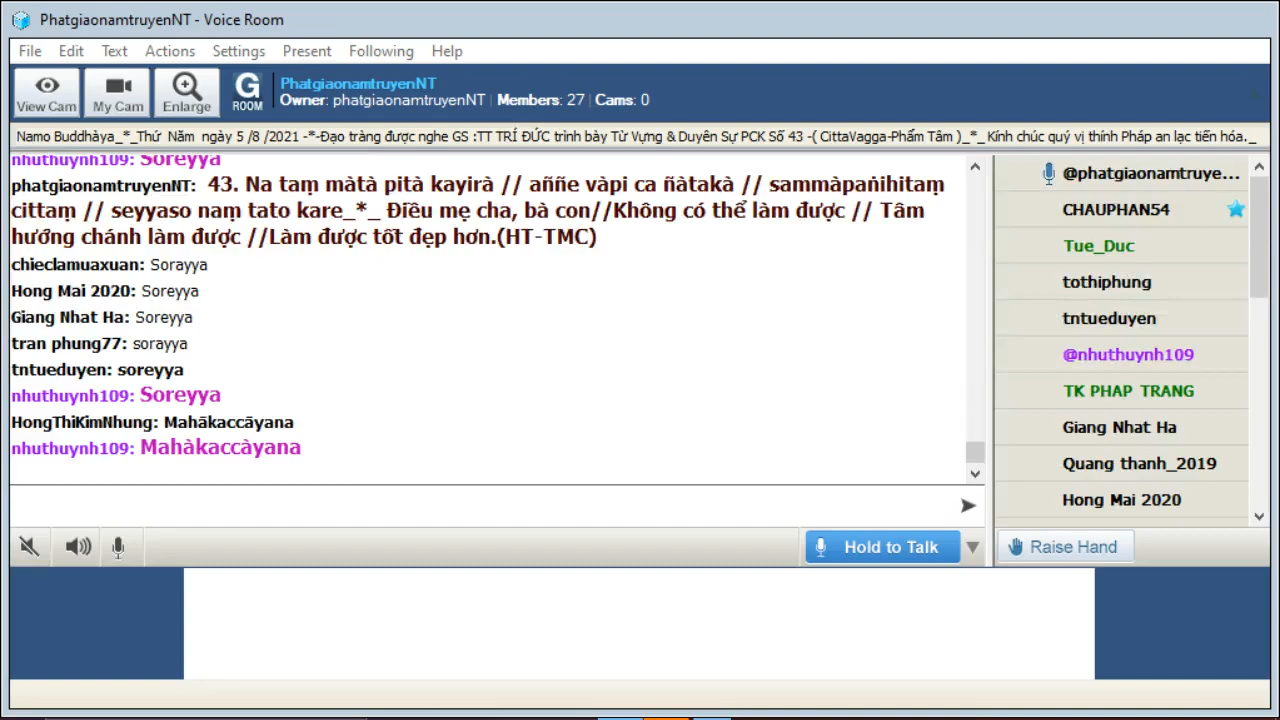 PhatgiaonamtruyenNT - Voice Room
File Edit Text Actions Settings Present Following Help
View Cam My Cam Enlarge G ROOM PhatgiaonamtruyenNT
Owner: phatgiaonamtruyenNT | Members: 27 | Cams: 0
Namo Buddhàya_*_Thứ Năm ngày 5 /8 /2021 -*-Đạo tràng được nghe GS :TT TRÍ ĐỨC trình bày Từ Vựng & Duyên Sự PCK Số 43 -( CittaVagga-Phẩm Tâm )_*_ Kính chúc quý vị thính Pháp an lạc tiến hóa._
nhuthuynh109: Soreyya
phatgiaonamtruyenNT: 43. Na taṃ màtà pità kayirà // aññe vàpi ca ñàtakà // sammàpaṅihitaṃ
cittaṃ // seyyaso naṃ tato kare_*_ Điều mẹ cha, bà con//Không có thể làm được // Tâm
hướng chánh làm được //Làm được tốt đẹp hơn.(HT-TMC)
chieclamuaxuan: Sorayya
Hong Mai 2020: Soreyya
Giang Nhat Ha: Soreyya
tran phung77: sorayya
tntueduyen: soreyya
nhuthuynh109: Soreyya
HongThiKimNhung: Mahākaccāyana
nhuthuynh109: Mahàkaccàyana
@phatgiaonamtruye...
CHAUPHAN54
Tue_Duc
tothiphung
tntueduyen
@nhuthuynh109
TK PHAP TRANG
Giang Nhat Ha
Quang thanh_2019
Hong Mai 2020
Hold to Talk
Raise Hand